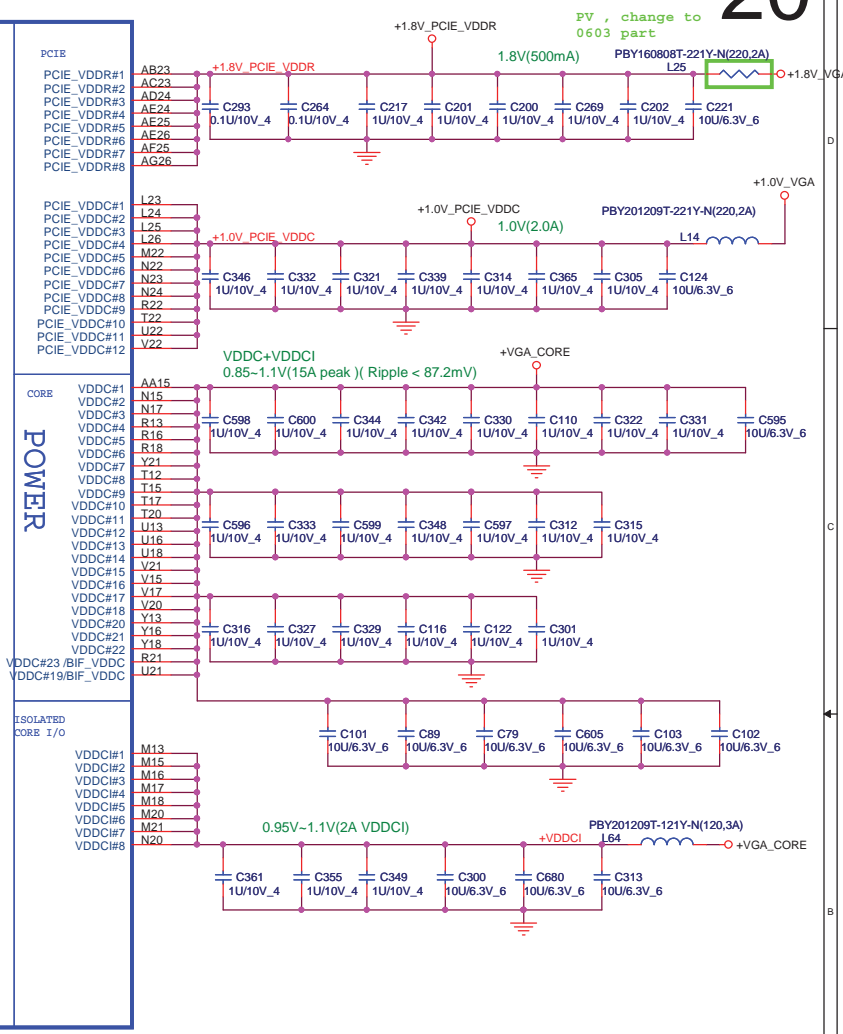 20
PV , change to
0603 part
+1.8V_PCIE_VDDR
1.8V(500mA)
PBY160808T-221Y-N(220,2A)
L25
+1.8V_VGA
PCIE
+1.8V_PCIE_VDDR
PCIE_VDDR#1 AB23
PCIE_VDDR#2 AC23
PCIE_VDDR#3 AD24
PCIE_VDDR#4 AE24
PCIE_VDDR#5 AE25
PCIE_VDDR#6 AE26
PCIE_VDDR#7 AF25
PCIE_VDDR#8 AG26
C293 C264 C217 C201 C200 C269 C202 C221
0.1U/10V_4 0.1U/10V_4 1U/10V_4 1U/10V_4 1U/10V_4 1U/10V_4 1U/10V_4 10U/6.3V_6
D
+1.0V_VGA
+1.0V_PCIE_VDDC
1.0V(2.0A)
PBY201209T-221Y-N(220,2A)
L14
+1.0V_PCIE_VDDC
PCIE_VDDC#1 L23
PCIE_VDDC#2 L24
PCIE_VDDC#3 L25
PCIE_VDDC#4 L26
PCIE_VDDC#5 M22
PCIE_VDDC#6 N22
PCIE_VDDC#7 N23
PCIE_VDDC#8 N24
PCIE_VDDC#9 R22
PCIE_VDDC#10 T22
PCIE_VDDC#11 U22
PCIE_VDDC#12 V22
C346 C332 C321 C339 C314 C365 C305 C124
1U/10V_4 1U/10V_4 1U/10V_4 1U/10V_4 1U/10V_4 1U/10V_4 1U/10V_4 10U/6.3V_6
VDDC+VDDCI
0.85~1.1V(15A peak )( Ripple < 87.2mV)
+VGA_CORE
CORE
POWER
VDDC#1 AA15
VDDC#2 N15
VDDC#3 N17
VDDC#4 R13
VDDC#5 R16
VDDC#6 R18
VDDC#7 Y21
VDDC#8 T12
VDDC#9 T15
VDDC#10 T17
VDDC#11 T20
VDDC#12 U13
VDDC#13 U16
VDDC#14 U18
VDDC#15 V21
VDDC#16 V15
VDDC#17 V17
VDDC#18 V20
VDDC#20 Y13
VDDC#21 Y16
VDDC#22 Y18
VDDC#23 /BIF_VDDC R21
VDDC#19/BIF_VDDC U21
C598 C600 C344 C342 C330 C110 C322 C331 C595
1U/10V_4 1U/10V_4 1U/10V_4 1U/10V_4 1U/10V_4 1U/10V_4 1U/10V_4 1U/10V_4 10U/6.3V_6
C596 C333 C599 C348 C597 C312 C315
1U/10V_4 1U/10V_4 1U/10V_4 1U/10V_4 1U/10V_4 1U/10V_4 1U/10V_4
C
C316 C327 C329 C116 C122 C301
1U/10V_4 1U/10V_4 1U/10V_4 1U/10V_4 1U/10V_4 1U/10V_4
C101 C89 C79 C605 C103 C102
10U/6.3V_6 10U/6.3V_6 10U/6.3V_6 10U/6.3V_6 10U/6.3V_6 10U/6.3V_6
ISOLATED
CORE I/O
VDDCI#1 M13
VDDCI#2 M15
VDDCI#3 M16
VDDCI#4 M17
VDDCI#5 M18
VDDCI#6 M20
VDDCI#7 M21
VDDCI#8 N20
0.95V~1.1V(2A VDDCI)
PBY201209T-121Y-N(120,3A)
+VDDCI
L64
+VGA_CORE
C361 C355 C349 C300 C680 C313
1U/10V_4 1U/10V_4 1U/10V_4 10U/6.3V_6 10U/6.3V_6 10U/6.3V_6
B